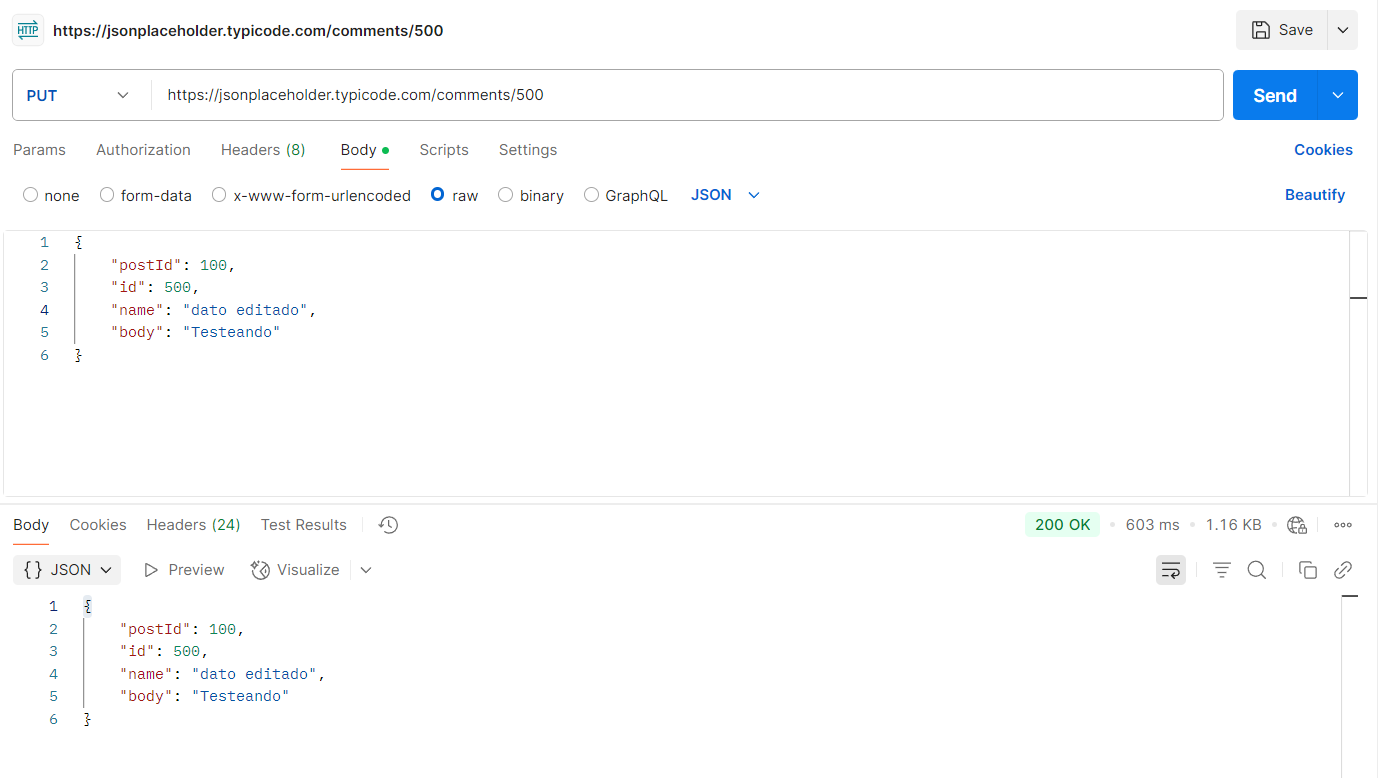 HTTP https://jsonplaceholder.typicode.com/comments/500 Save
PUT https://jsonplaceholder.typicode.com/comments/500 Send
Params Authorization Headers (8) Body Scripts Settings Cookies
none form-data x-www-form-urlencoded raw binary GraphQL JSON Beautify
1 {
2 "postId": 100,
3 "id": 500,
4 "name": "dato editado",
5 "body": "Testeando"
6 }
Body Cookies Headers (24) Test Results 200 OK 603 ms 1.16 KB
{} JSON Preview Visualize
1 {
2 "postId": 100,
3 "id": 500,
4 "name": "dato editado",
5 "body": "Testeando"
6 }